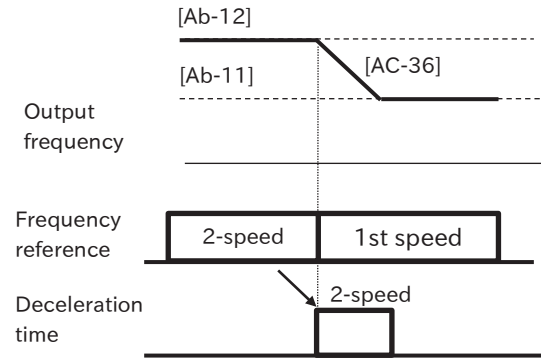 [Ab-12]
[Ab-11]
[AC-36]
Output
frequency
Frequency
reference
2-speed
1st speed
Deceleration
time
2-speed